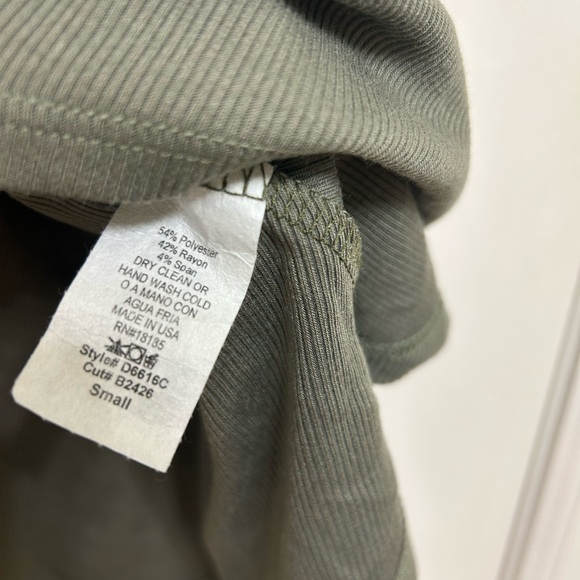 54% Polyester
42% Rayon
4% Span
DRY CLEAN OR
HAND WASH COLD
O A MANO CON
AGUA FRIA
MADE IN USA
RN#18185
Style# D6616C
Cut# B2426
Small